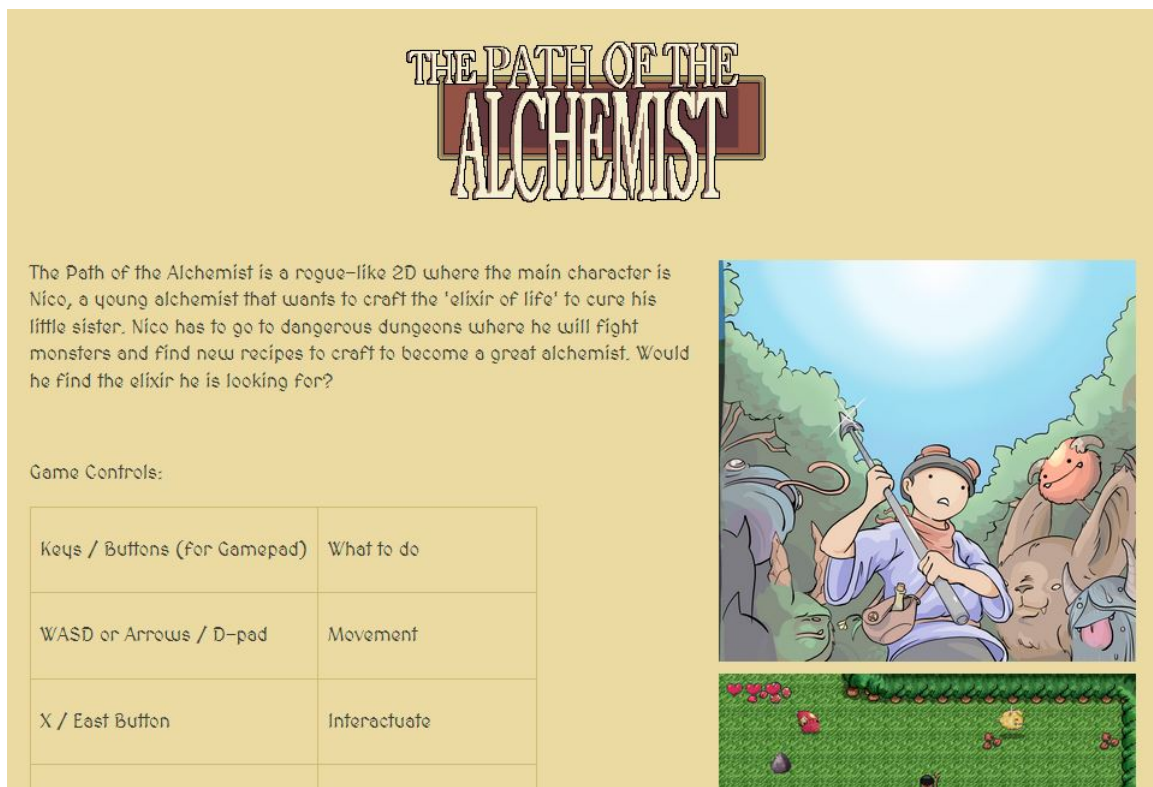 THE PATH OF THE
ALCHEMIST
The Path of the Alchemist is a rogue-like 2D where the main character is
Nico, a young alchemist that wants to craft the 'elixir of life' to cure his
little sister. Nico has to go to dangerous dungeons where he will fight
monsters and find new recipes to craft to become a great alchemist. Would
he find the elixir he is looking for?
Game Controls:
Keys / Buttons (for Gamepad) What to do
WASD or Arrows / D-pad Movement
X / East Button Interactuate